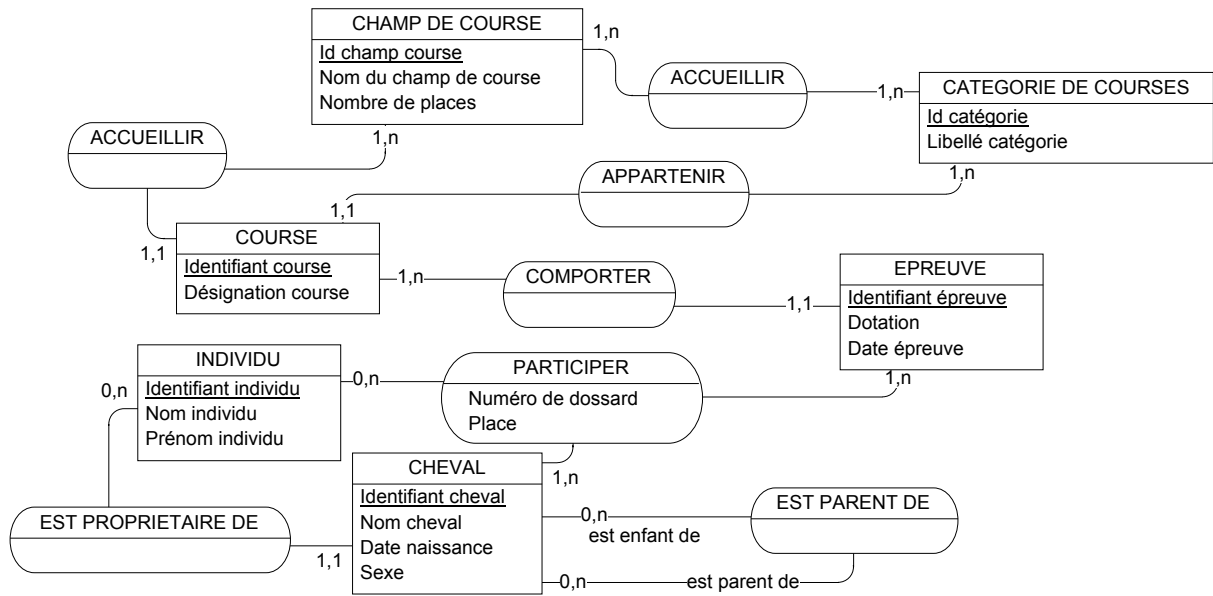 CHAMP DE COURSE
Id champ course
Nom du champ de course
Nombre de places
1,n
ACCUEILLIR
1,n
CATEGORIE DE COURSES
Id catégorie
Libellé catégorie
ACCUEILLIR
1,n
1,1
APPARTENIR
1,n
1,1
COURSE
Identifiant course
Désignation course
1,n
COMPORTER
1,1
EPREUVE
Identifiant épreuve
Dotation
Date épreuve
INDIVIDU
Identifiant individu
Nom individu
Prénom individu
0,n
0,n
PARTICIPER
Numéro de dossard
Place
1,n
1,n
CHEVAL
Identifiant cheval
Nom cheval
Date naissance
Sexe
EST PROPRIETAIRE DE
1,1
0,n
est enfant de
EST PARENT DE
0,n
est parent de